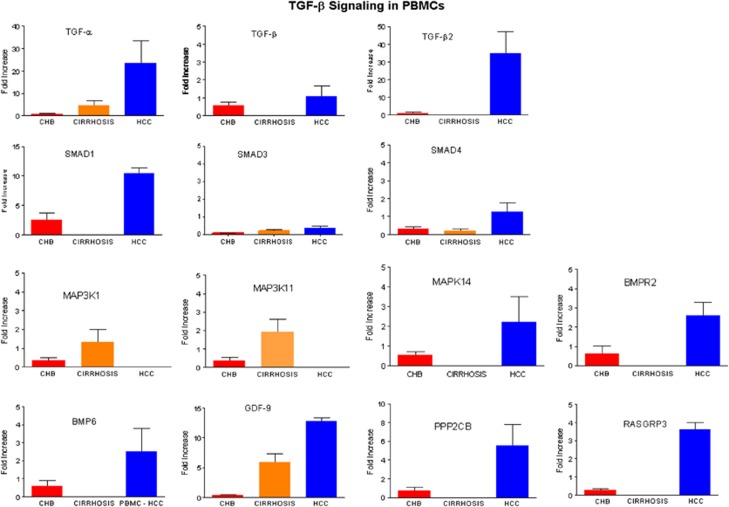 TGF-β Signaling in PBMCs
TGF-α
Fold Increase
40
30
20
10
0
CHB CIRRHOSIS HCC
TGF-β
Fold Increase
5
4
3
2
1
0
CHB CIRRHOSIS HCC
TGF-β2
Fold Increase
50
40
30
20
10
0
CHB CIRRHOSIS HCC
SMAD1
Fold Increase
15
10
5
0
CHB CIRRHOSIS HCC
SMAD3
Fold Increase
5
4
3
2
1
0
CHB CIRRHOSIS HCC
SMAD4
Fold Increase
5
4
3
2
1
0
CHB CIRRHOSIS HCC
MAP3K1
Fold Increase
5
4
3
2
1
0
CHB CIRRHOSIS HCC
MAP3K11
Fold Increase
5
4
3
2
1
0
CHB CIRRHOSIS HCC
MAPK14
Fold Increase
5
4
3
2
1
0
CHB CIRRHOSIS HCC
BMPR2
Fold Increase
5
4
3
2
1
0
CHB CIRRHOSIS HCC
BMP6
Fold Increase
5
4
3
2
1
0
CHB CIRRHOSIS PBMC - HCC
GDF-9
Fold Increase
15
10
5
0
CHB CIRRHOSIS HCC
PPP2CB
Fold Increase
10
8
6
4
2
0
CHB CIRRHOSIS HCC
RASGRP3
Fold Increase
5
4
3
2
1
0
CHB CIRRHOSIS HCC